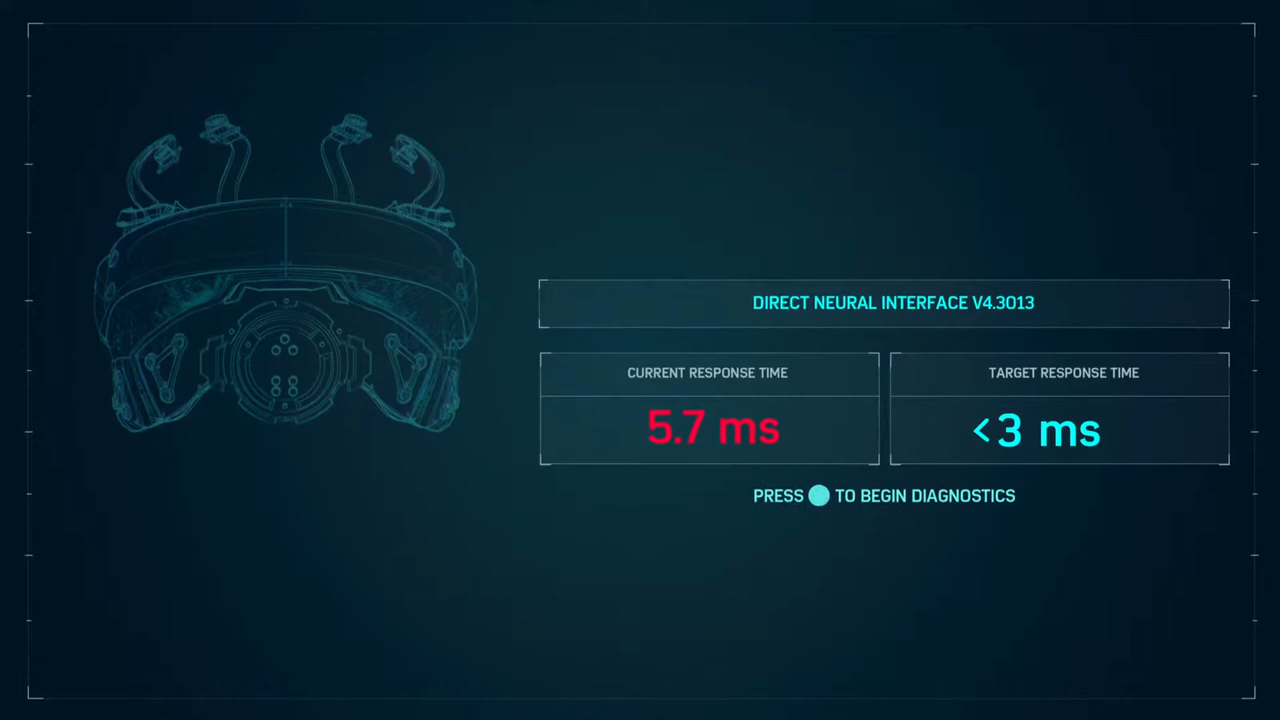 DIRECT NEURAL INTERFACE V4.3013
CURRENT RESPONSE TIME
TARGET RESPONSE TIME
5.7 ms
<3 ms
PRESS TO BEGIN DIAGNOSTICS